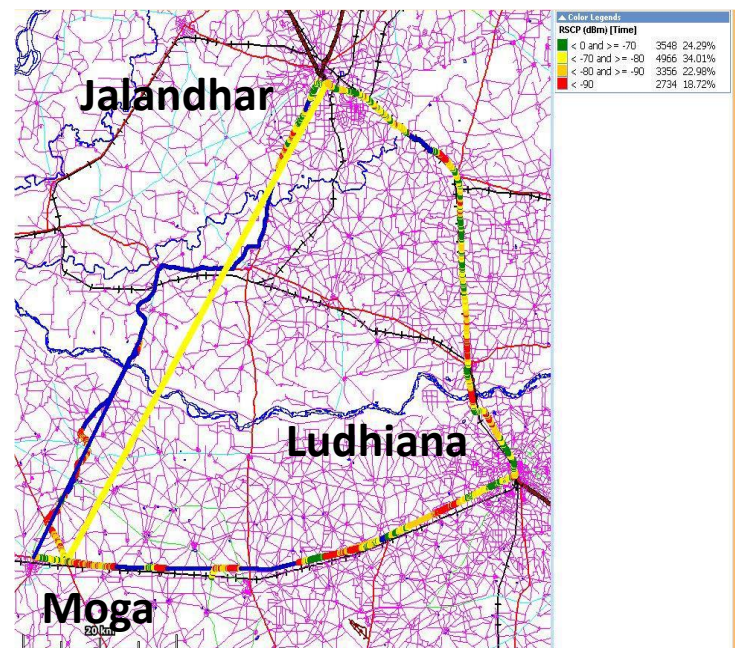 Jalandhar
Ludhiana
Moga
20 km
▲ Color Legends
RSCP (dBm) [Time]
< 0 and >= -70 3548 24.29%
< -70 and >= -80 4966 34.01%
< -80 and >= -90 3356 22.98%
< -90 2734 18.72%